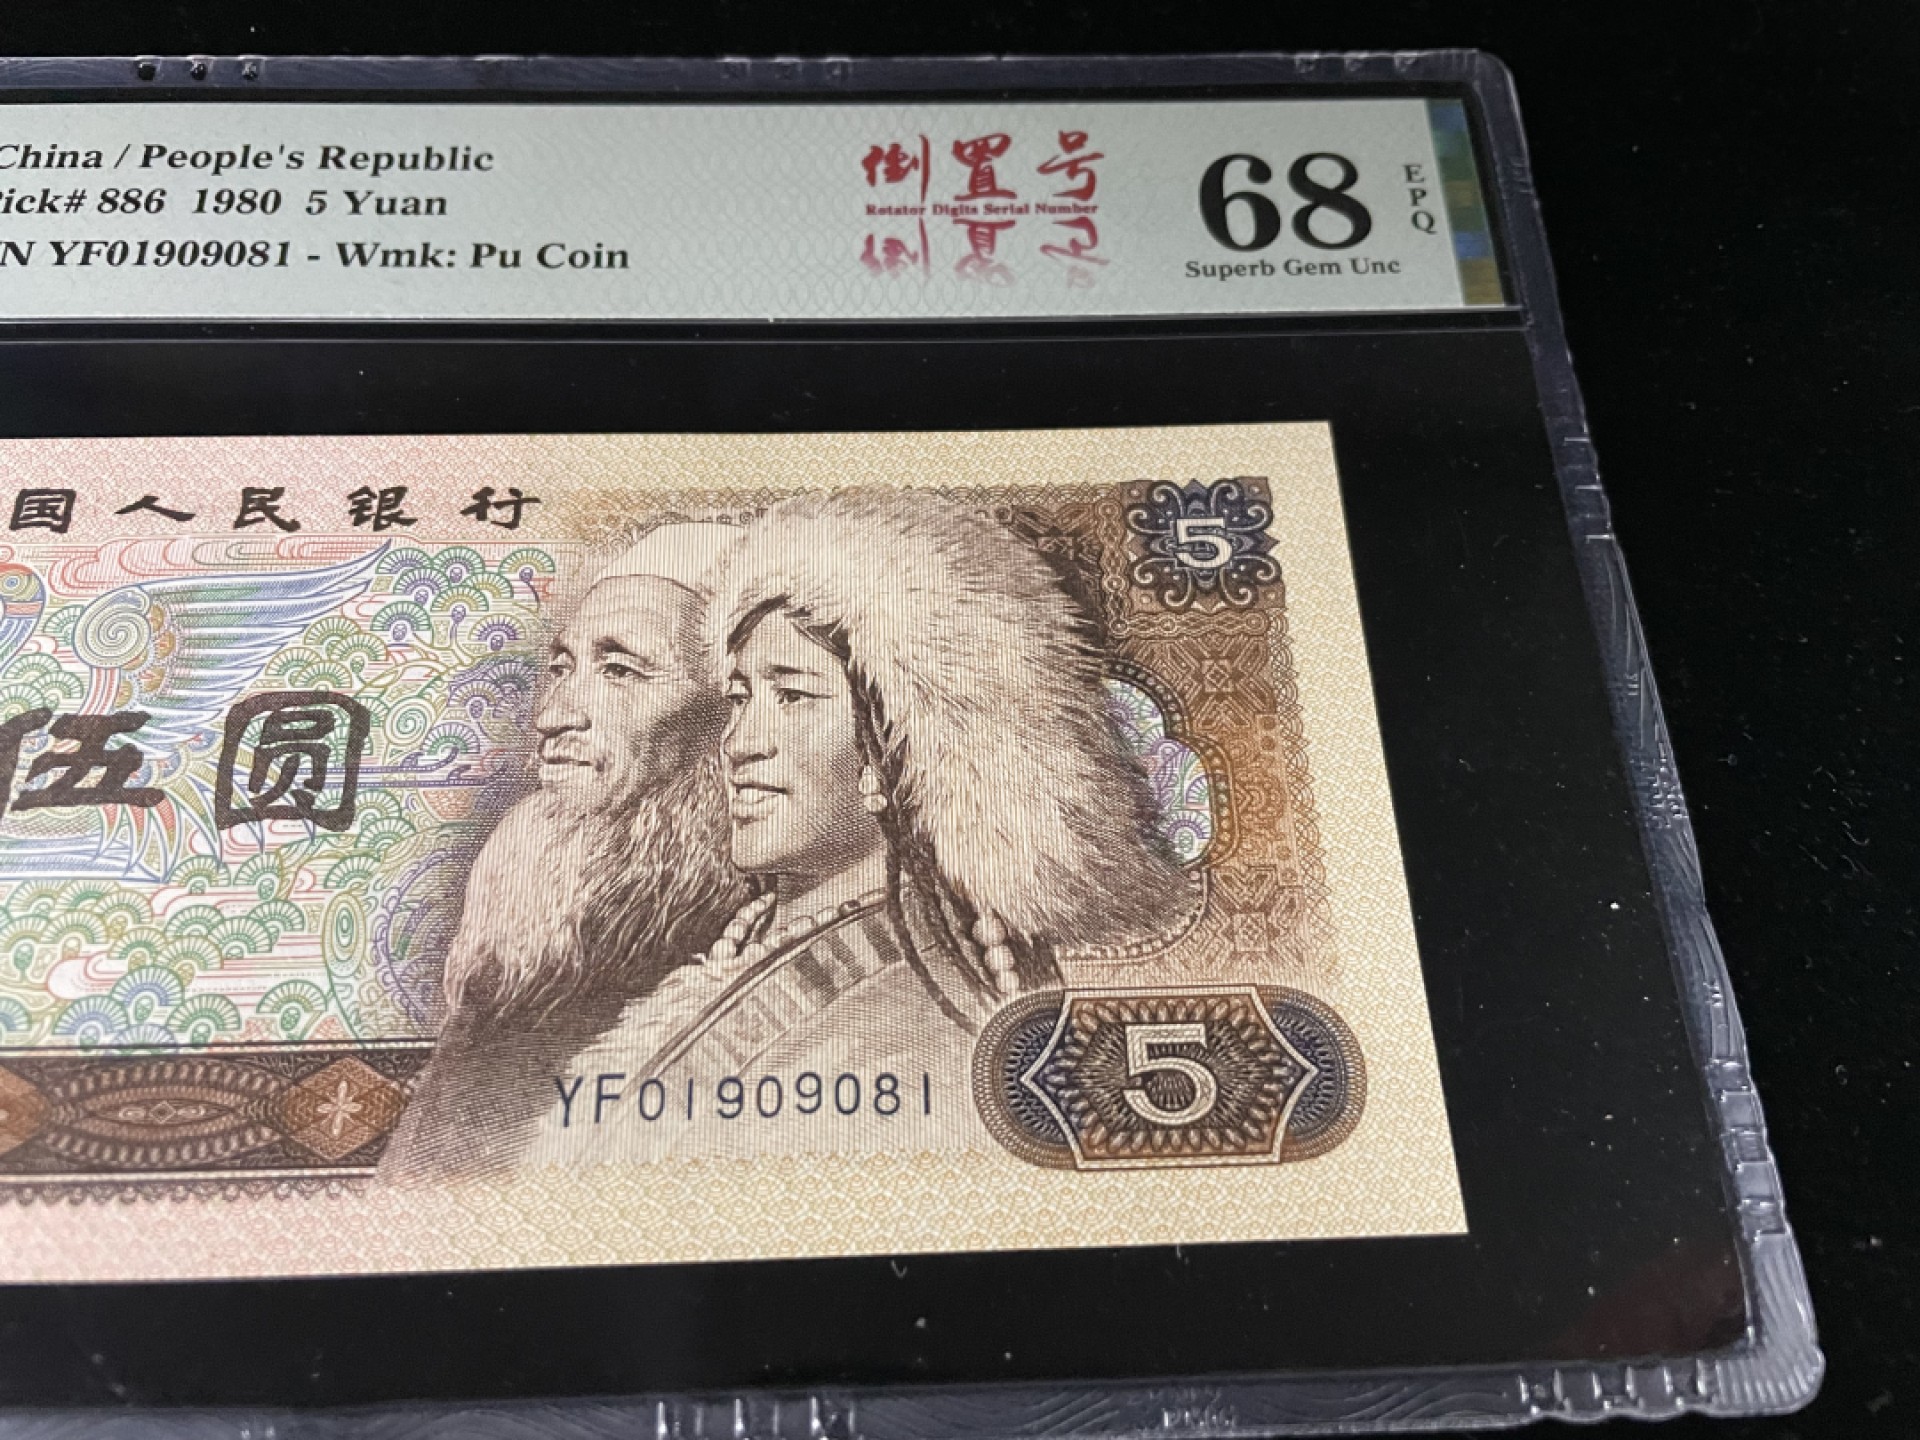 China / People's Republic
Pick# 886 1980 5 Yuan
N YF01909081 - Wmk: Pu Coin
倒置号
Rotator Digits Serial Number
68
EPQ
Superb Gem Unc
国人民银行
5
伍圆
YF01909081
5
PMG